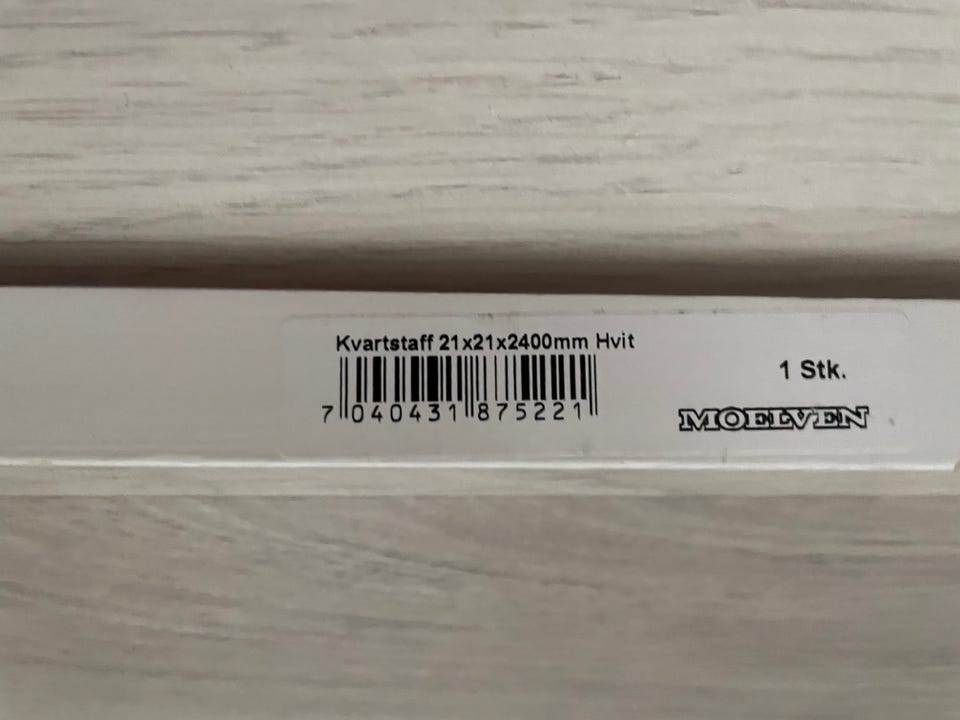 Kvartstaff 21x21x2400mm Hvit
7 040431 875221
1 Stk.
MOELVEN